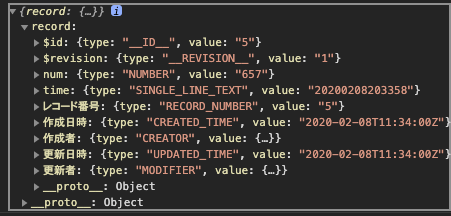 ▼{record: {…}} i
▼record:
▶$id: {type: "__ID__", value: "5"}
▶$revision: {type: "__REVISION__", value: "1"}
▶num: {type: "NUMBER", value: "657"}
▶time: {type: "SINGLE_LINE_TEXT", value: "20200208203358"}
▶レコード番号: {type: "RECORD_NUMBER", value: "5"}
▶作成日時: {type: "CREATED_TIME", value: "2020-02-08T11:34:00Z"}
▶作成者: {type: "CREATOR", value: {…}}
▶更新日時: {type: "UPDATED_TIME", value: "2020-02-08T11:34:00Z"}
▶更新者: {type: "MODIFIER", value: {…}}
▶__proto__: Object
▶__proto__: Object